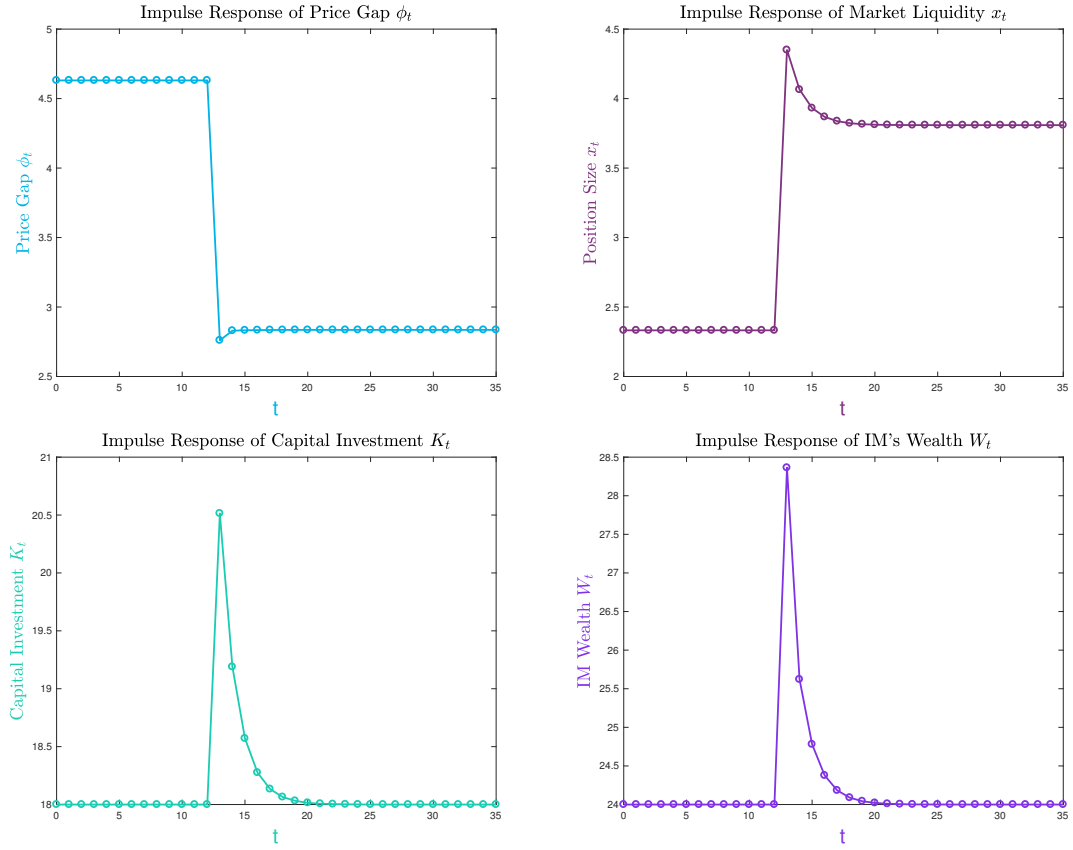 Impulse Response of Price Gap ϕt
Price Gap ϕt
5
4.5
4
3.5
3
2.5
0 5 10 15 20 25 30 35
t
Impulse Response of Market Liquidity xt
Position Size xt
4.5
4
3.5
3
2.5
2
0 5 10 15 20 25 30 35
t
Impulse Response of Capital Investment Kt
Capital Investment Kt
21
20.5
20
19.5
19
18.5
18
0 5 10 15 20 25 30 35
t
Impulse Response of IM's Wealth Wt
IM Wealth Wt
28.5
28
27.5
27
26.5
26
25.5
25
24.5
24
0 5 10 15 20 25 30 35
t